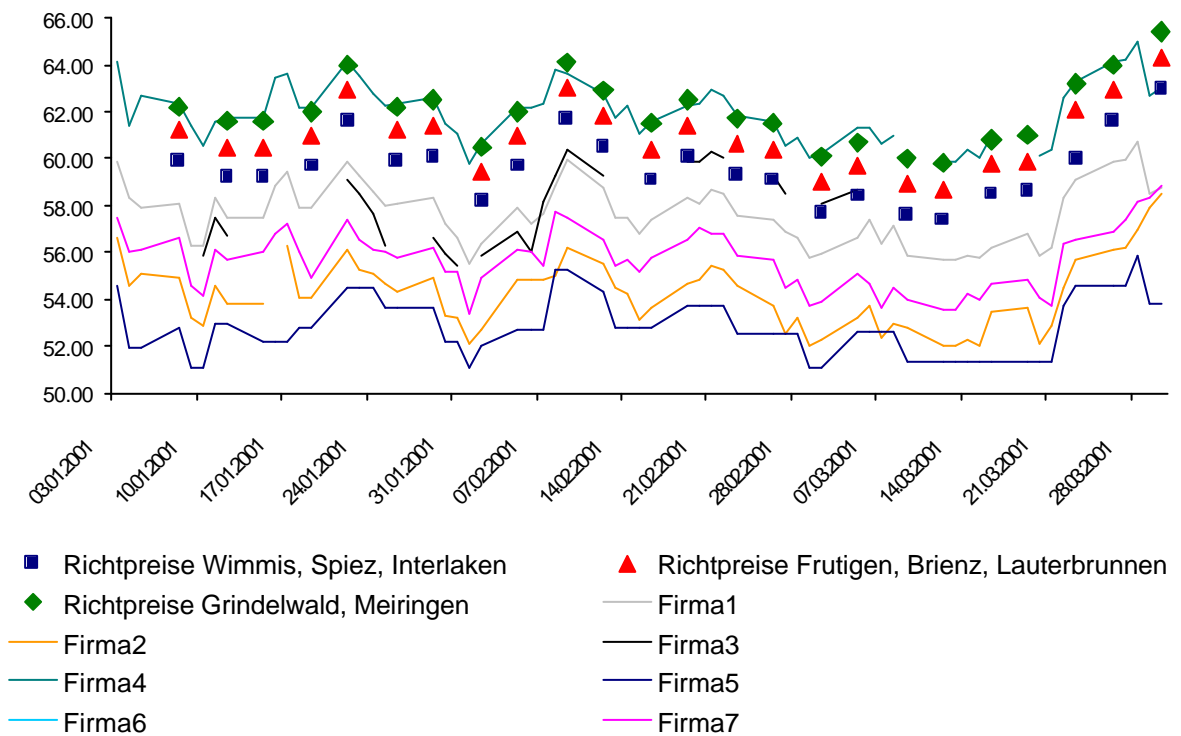 66.00
64.00
62.00
60.00
58.00
56.00
54.00
52.00
50.00
03.01.2001
10.01.2001
17.01.2001
24.01.2001
31.01.2001
07.02.2001
14.02.2001
21.02.2001
28.02.2001
07.03.2001
14.03.2001
21.03.2001
28.03.2001
Richtpreise Wimmis, Spiez, Interlaken
Richtpreise Frutigen, Brienz, Lauterbrunnen
Richtpreise Grindelwald, Meiringen
Firma1
Firma2
Firma3
Firma4
Firma5
Firma6
Firma7